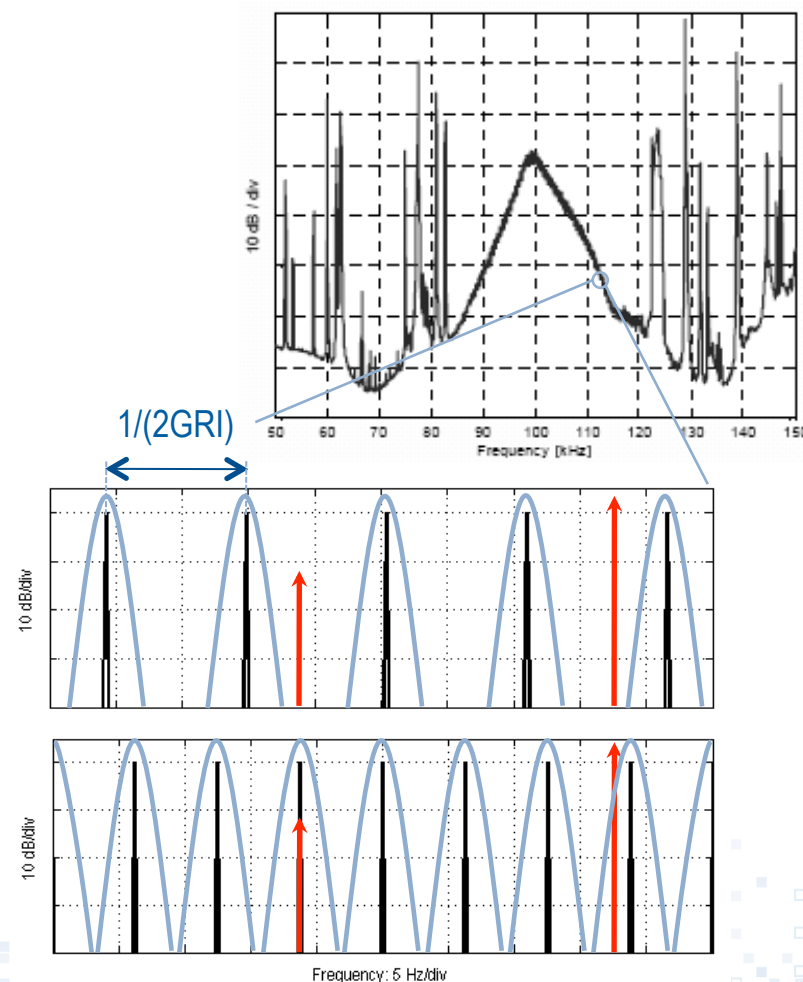 10 dB / div
50 60 70 80 90 100 110 120 130 140 150
Frequency [kHz]
1/(2GRI)
10 dB/div
10 dB/div
Frequency: 5 Hz/div